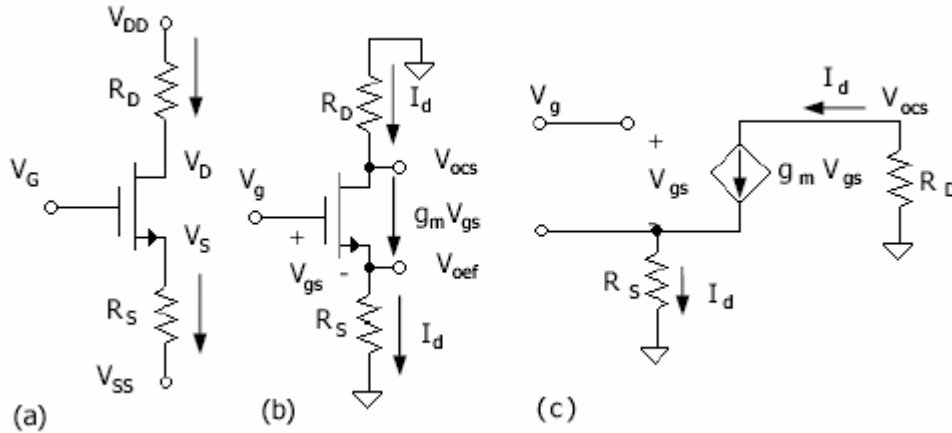 V_DD
R_D
V_G
V_D
V_S
R_S
V_SS
(a)
R_D
I_d
V_g
V_ocs
g_m V_gs
+
V_gs
-
V_oef
R_S
I_d
(b)
V_g
I_d
V_ocs
+
V_gs
g_m V_gs
R_D
-
R_S
I_d
(c)